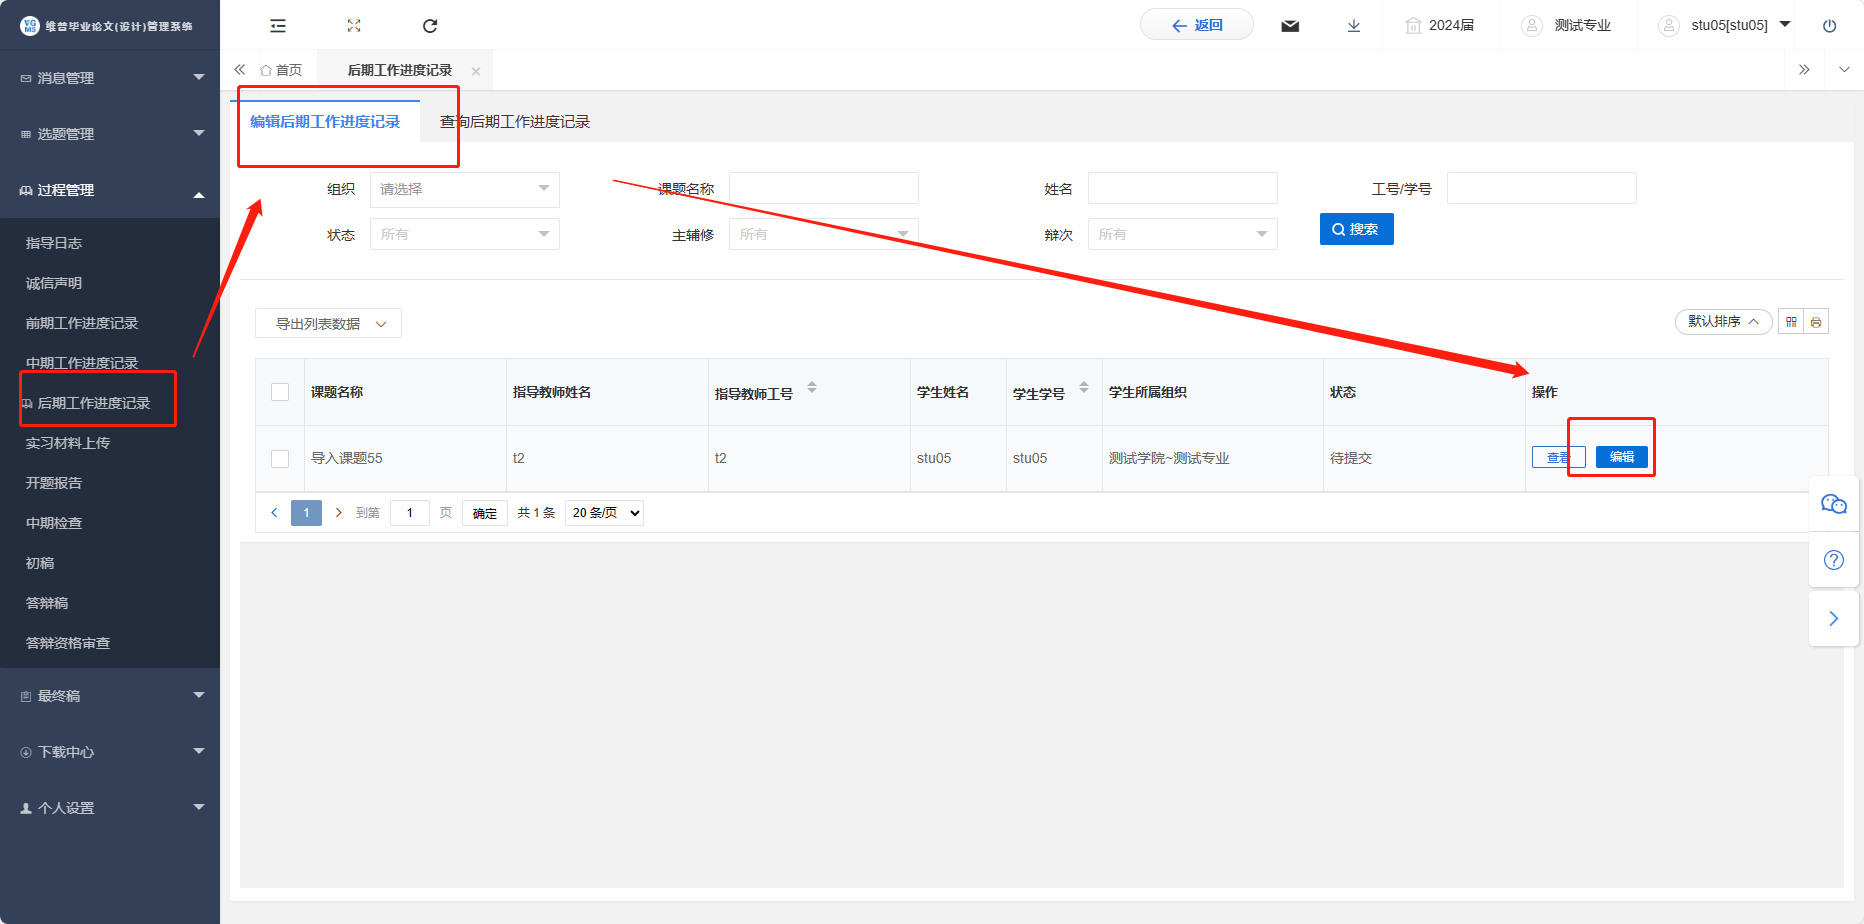 VG MS 维普毕业论文(设计)管理系统
返回
2024届
测试专业
stu05[stu05]
首页
后期工作进度记录
消息管理
选题管理
过程管理
指导日志
诚信声明
前期工作进度记录
中期工作进度记录
后期工作进度记录
实习材料上传
开题报告
中期检查
初稿
答辩稿
答辩资格审查
最终稿
下载中心
个人设置
编辑后期工作进度记录
查询后期工作进度记录
组织 请选择 课题名称 姓名 工号/学号
状态 所有 主辅修 所有 辩次 所有 搜索
导出列表数据
默认排序
课题名称 指导教师姓名 指导教师工号 学生姓名 学生学号 学生所属组织 状态 操作
导入课题55 t2 t2 stu05 stu05 测试学院~测试专业 待提交 查看 编辑
1 到第 1 页 确定 共 1 条 20 条/页